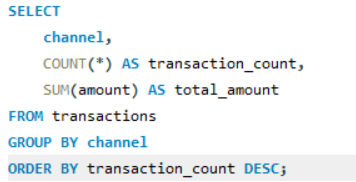 SELECT
    channel,
    COUNT(*) AS transaction_count,
    SUM(amount) AS total_amount
FROM transactions
GROUP BY channel
ORDER BY transaction_count DESC;